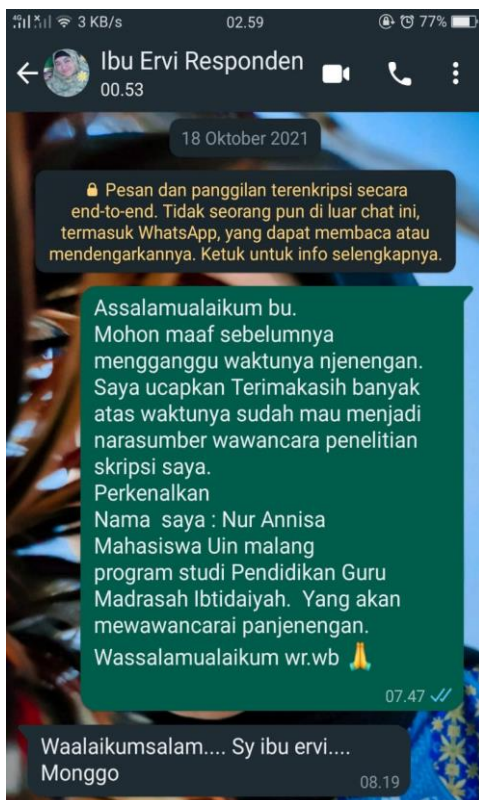 3 KB/s 02.59 77%
Ibu Ervi Responden
00.53
18 Oktober 2021
Pesan dan panggilan terenkripsi secara
end-to-end. Tidak seorang pun di luar chat ini,
termasuk WhatsApp, yang dapat membaca atau
mendengarkannya. Ketuk untuk info selengkapnya.
Assalamualaikum bu.
Mohon maaf sebelumnya
mengganggu waktunya njenengan.
Saya ucapkan Terimakasih banyak
atas waktunya sudah mau menjadi
narasumber wawancara penelitian
skripsi saya.
Perkenalkan
Nama saya : Nur Annisa
Mahasiswa Uin malang
program studi Pendidikan Guru
Madrasah Ibtidaiyah. Yang akan
mewawancarai panjenengan.
Wassalamualaikum wr.wb 🙏
07.47
Waalaikumsalam.... Sy ibu ervi....
Monggo
08.19